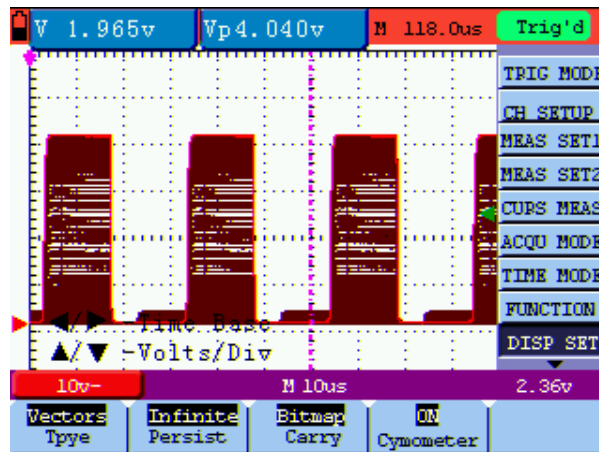 V 1.965v
Vp4.040v
M 118.0us
Trig'd
TRIG MODE
CH SETUP
MEAS SET1
MEAS SET2
CUPS MEAS
ACQU MODE
TIME MODE
FUNCTION
DISP SET
◄/► -Time Base
▲/▼ -Volts/Div
10v-
M 10us
2.36v
Vectors
Tpye
Infinite
Persist
Bitmap
Carry
ON
Cymometer